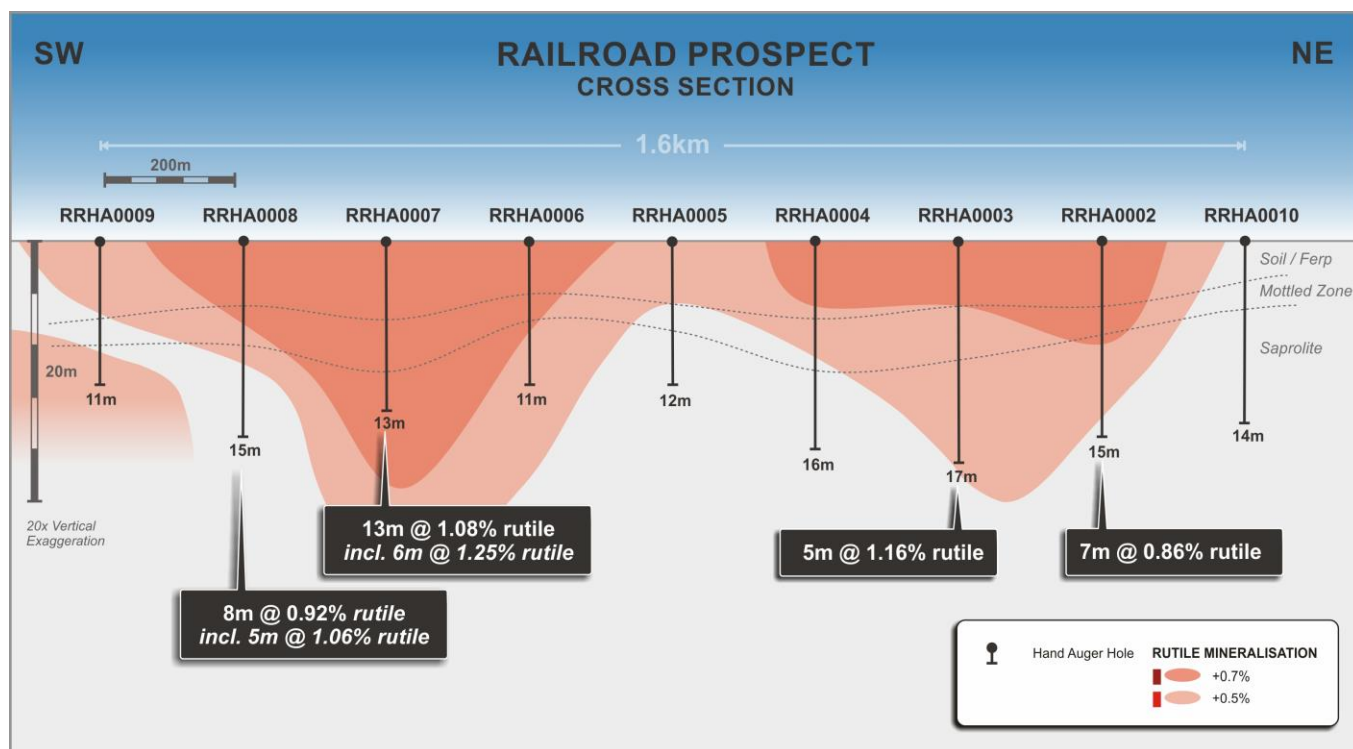 SW
RAILROAD PROSPECT
NE
CROSS SECTION
1.6km
200m
RRHA0009
RRHA0008
RRHA0007
RRHA0006
RRHA0005
RRHA0004
RRHA0003
RRHA0002
RRHA0010
Soil / Ferp
Mottled Zone
Saprolite
20m
11m
15m
13m
11m
12m
16m
17m
15m
14m
20x Vertical
Exaggeration
13m @ 1.08% rutile
incl. 6m @ 1.25% rutile
5m @ 1.16% rutile
7m @ 0.86% rutile
8m @ 0.92% rutile
incl. 5m @ 1.06% rutile
Hand Auger Hole
RUTILE MINERALISATION
+0.7%
+0.5%